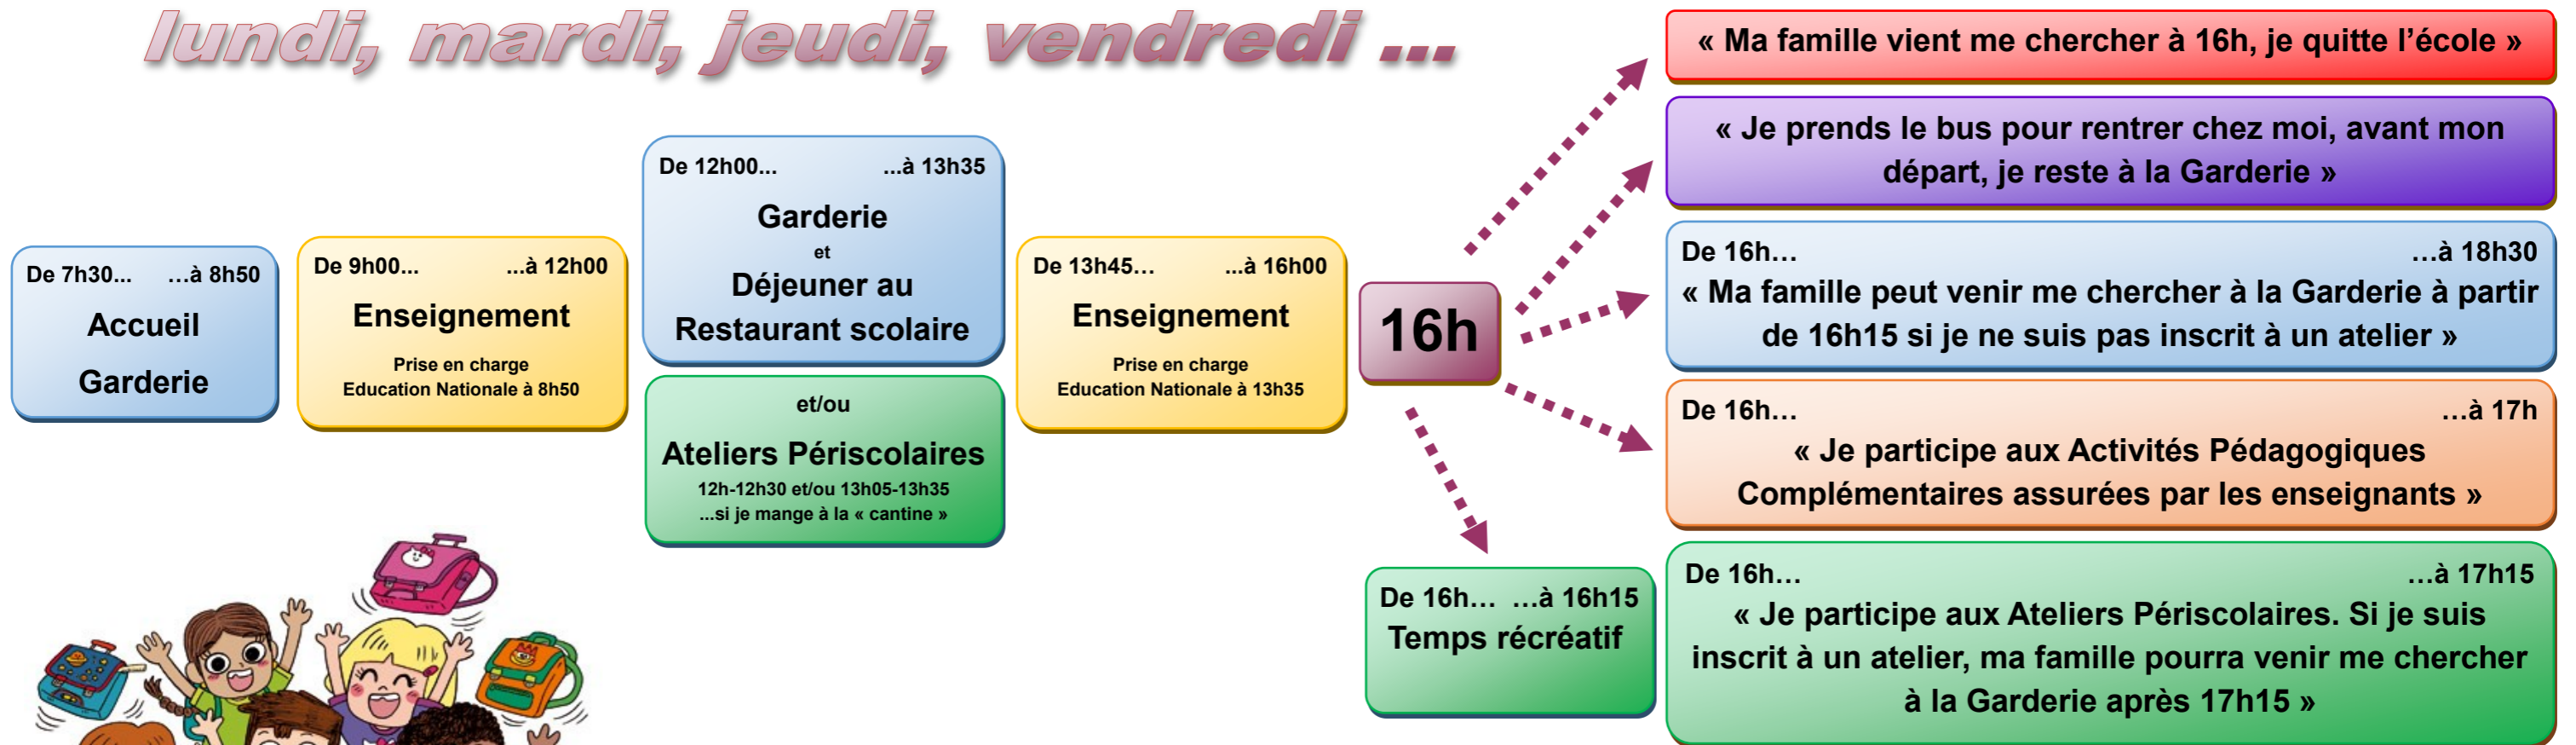 lundi, mardi, jeudi, vendredi ...
De 7h30... …à 8h50
Accueil
Garderie
De 9h00... ...à 12h00
Enseignement
Prise en charge
Education Nationale à 8h50
De 12h00... ...à 13h35
Garderie
et
Déjeuner au
Restaurant scolaire
et/ou
Ateliers Périscolaires
12h-12h30 et/ou 13h05-13h35
...si je mange à la « cantine »
De 13h45… ...à 16h00
Enseignement
Prise en charge
Education Nationale à 13h35
16h
« Ma famille vient me chercher à 16h, je quitte l’école »
« Je prends le bus pour rentrer chez moi, avant mon
départ, je reste à la Garderie »
De 16h… …à 18h30
« Ma famille peut venir me chercher à la Garderie à partir
de 16h15 si je ne suis pas inscrit à un atelier »
De 16h… …à 17h
« Je participe aux Activités Pédagogiques
Complémentaires assurées par les enseignants »
De 16h… …à 16h15
Temps récréatif
De 16h… …à 17h15
« Je participe aux Ateliers Périscolaires. Si je suis
inscrit à un atelier, ma famille pourra venir me chercher
à la Garderie après 17h15 »